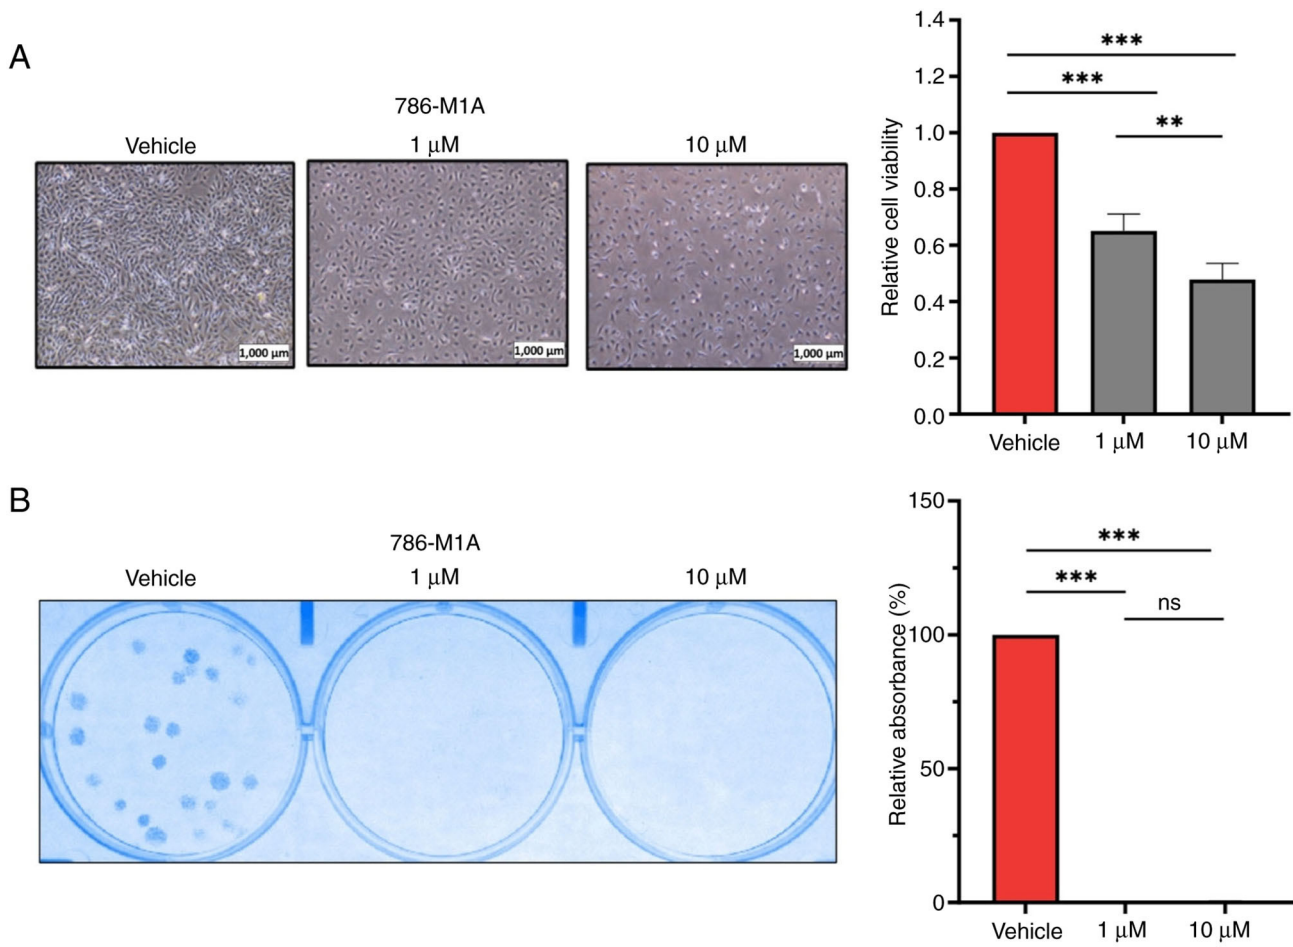 A
786-M1A
Vehicle 1 μM 10 μM
1,000 μm 1,000 μm 1,000 μm
Relative cell viability
1.4
1.2
1.0
0.8
0.6
0.4
0.2
0.0
***
***
**
Vehicle 1 μM 10 μM
B
786-M1A
Vehicle 1 μM 10 μM
Relative absorbance (%)
150
100
50
0
***
***
ns
Vehicle 1 μM 10 μM